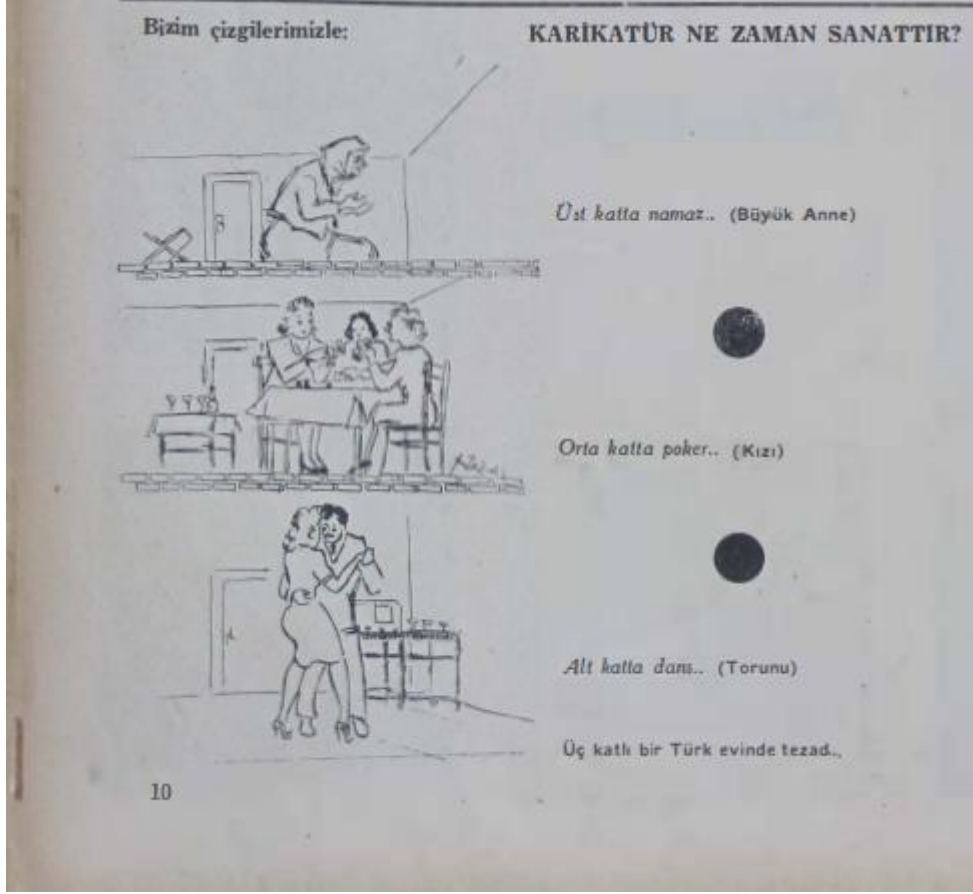 Bizim çizgilerimizle:
KARİKATÜR NE ZAMAN SANATTIR?
Üst katta namaz.. (Büyük Anne)
Orta katta poker.. (Kızı)
Alt katta dans.. (Torunu)
Üç katlı bir Türk evinde tezad..
10